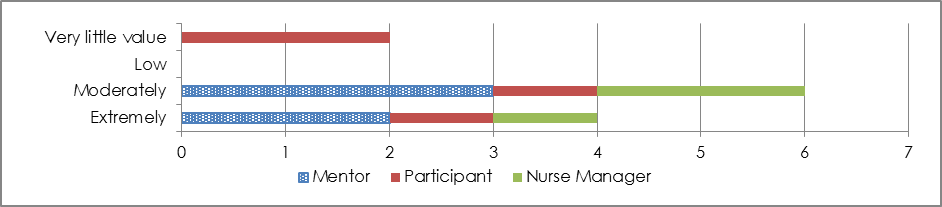 Very little value
Low
Moderately
Extremely
0 1 2 3 4 5 6 7
Mentor Participant Nurse Manager